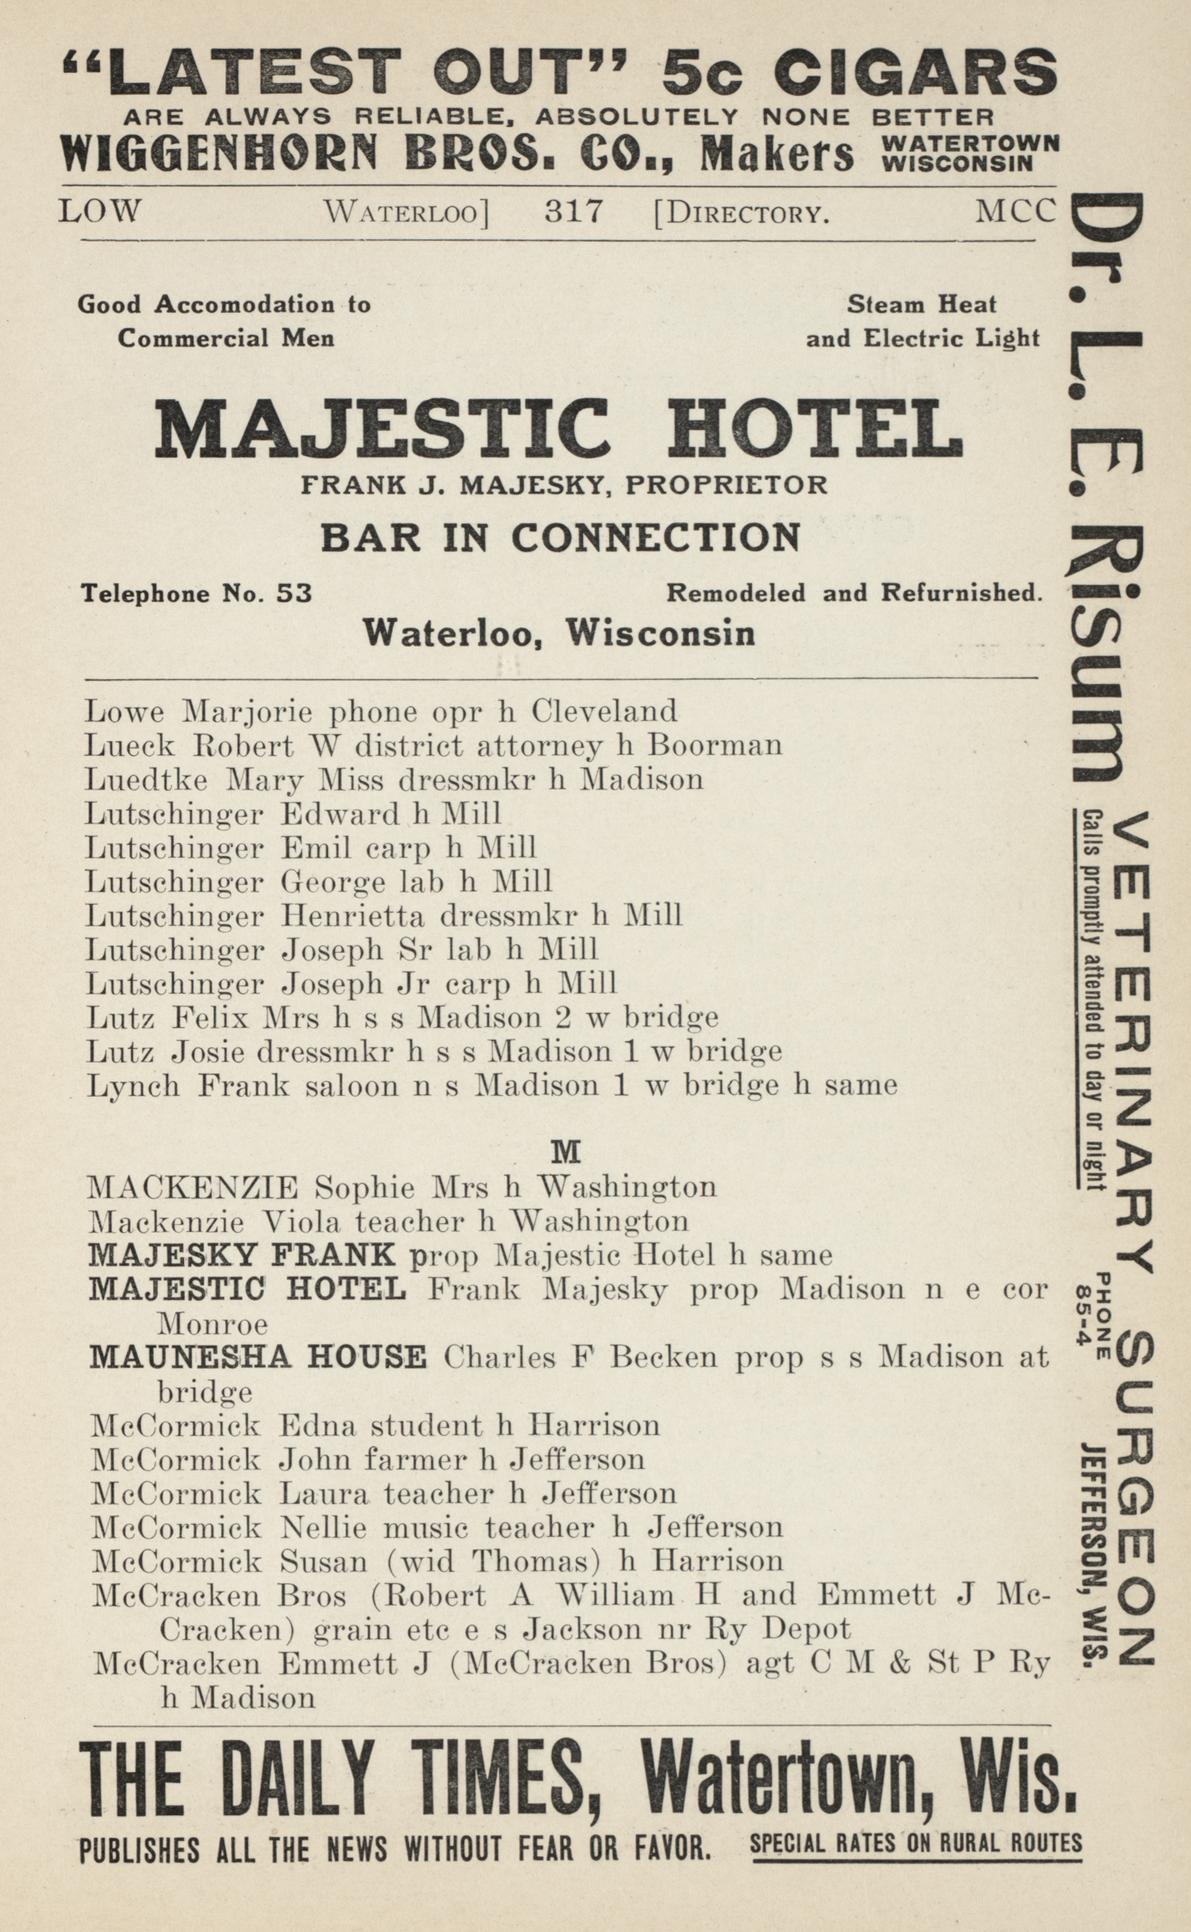 “LATEST OUT” 5c CIGARS
ARE ALWAYS RELIABLE, ABSOLUTELY NONE BETTER
WIGGENHORN BROS. CO., Makers WATERTOWN WISCONSIN
LOW WATERLOO] 317 [DIRECTORY. MCC
Good Accomodation to
Commercial Men
Steam Heat
and Electric Light
MAJESTIC HOTEL
FRANK J. MAJESKY, PROPRIETOR
BAR IN CONNECTION
Telephone No. 53 Remodeled and Refurnished.
Waterloo, Wisconsin
Lowe Marjorie phone opr h Cleveland
Lueck Robert W district attorney h Boorman
Luedtke Mary Miss dressmkr h Madison
Lutschinger Edward h Mill
Lutschinger Emil carp h Mill
Lutschinger George lab h Mill
Lutschinger Henrietta dressmkr h Mill
Lutschinger Joseph Sr lab h Mill
Lutschinger Joseph Jr carp h Mill
Lutz Felix Mrs h s s Madison 2 w bridge
Lutz Josie dressmkr h s s Madison 1 w bridge
Lynch Frank saloon n s Madison 1 w bridge h same
M
MACKENZIE Sophie Mrs h Washington
Mackenzie Viola teacher h Washington
MAJESKY FRANK prop Majestic Hotel h same
MAJESTIC HOTEL Frank Majesky prop Madison n e cor
Monroe
MAUNESHA HOUSE Charles F Becken prop s s Madison at
bridge
McCormick Edna student h Harrison
McCormick John farmer h Jefferson
McCormick Laura teacher h Jefferson
McCormick Nellie music teacher h Jefferson
McCormick Susan (wid Thomas) h Harrison
McCracken Bros (Robert A William H and Emmett J Mc-
Cracken) grain etc e s Jackson nr Ry Depot
McCracken Emmett J (McCracken Bros) agt C M & St P Ry
h Madison
THE DAILY TIMES, Watertown, Wis.
PUBLISHES ALL THE NEWS WITHOUT FEAR OR FAVOR. SPECIAL RATES ON RURAL ROUTES
Dr. L. E. Risum
VETERINARY SURGEON
Calls promptly attended to day or night
PHONE
85-4
JEFFERSON, WIS.